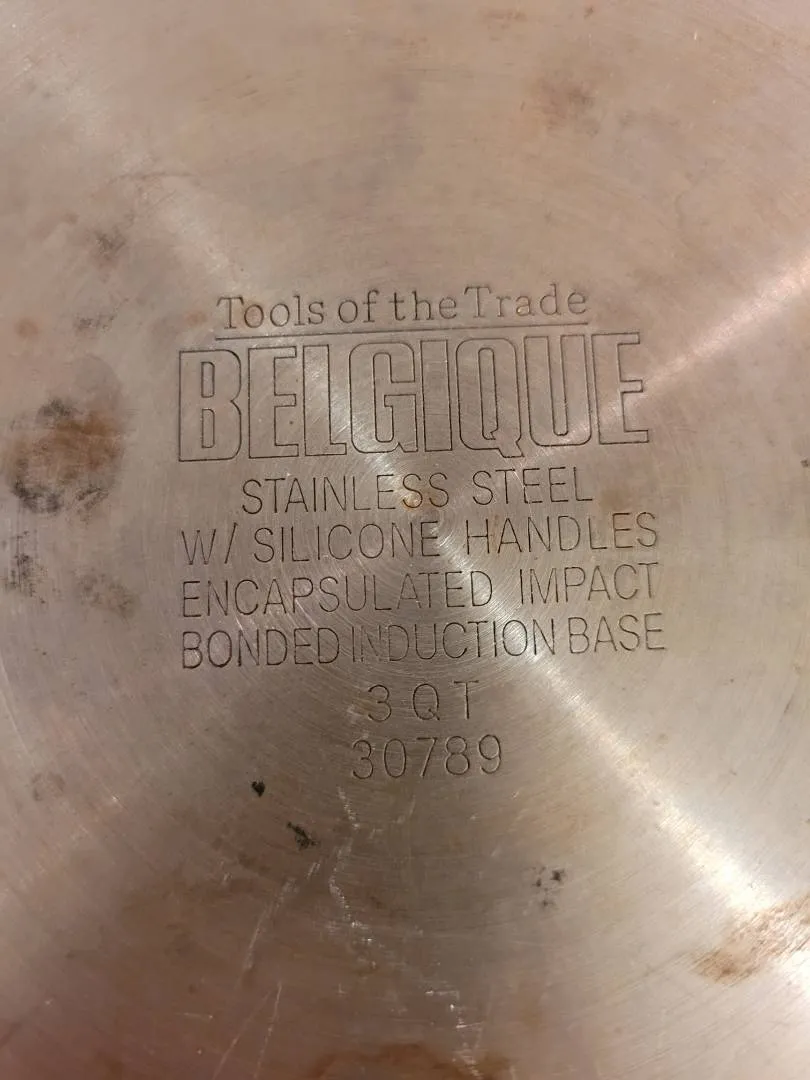 Tools of the Trade
BELGIQUE
STAINLESS STEEL
W/ SILICONE HANDLES
ENCAPSULATED IMPACT
BONDED INDUCTION BASE
3 QT
30789